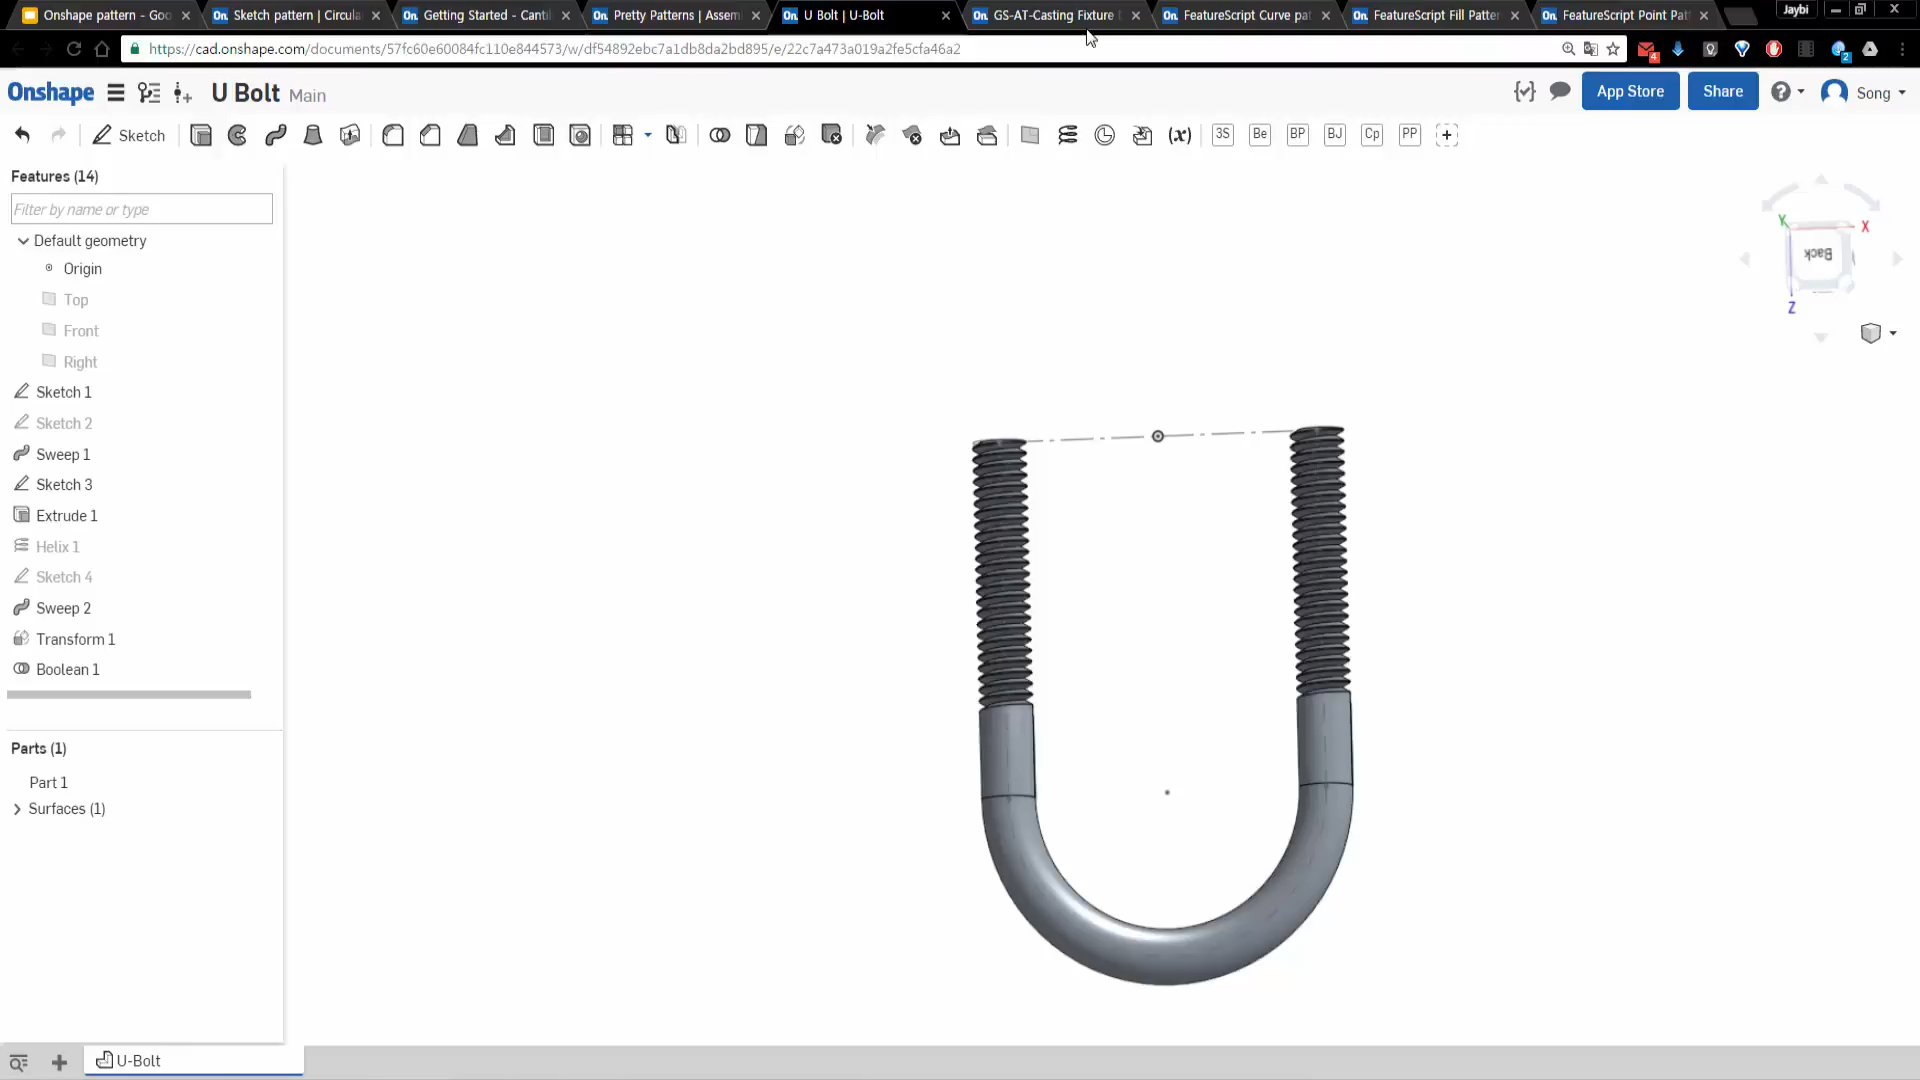 Onshape pattern - Goo
Sketch pattern | Circula
Getting Started - Canti
Pretty Patterns | Assem
U Bolt | U-Bolt
GS-AT-Casting Fixture
FeatureScript Curve pat
FeatureScript Fill Patter
FeatureScript Point Pat
Jaybi
https://cad.onshape.com/documents/57fc60e60084fc110e844573/w/df54892ebc7a1db8da2bd895/e/22c7a473a019a2fe5cfa46a2
Onshape
U Bolt Main
App Store
Share
Song
Sketch
(x)
3S
Be
BP
BJ
Cp
PP
Features (14)
Filter by name or type
Default geometry
Origin
Top
Front
Right
Sketch 1
Sketch 2
Sweep 1
Sketch 3
Extrude 1
Helix 1
Sketch 4
Sweep 2
Transform 1
Boolean 1
Parts (1)
Part 1
Surfaces (1)
Y
X
Back
Z
U-Bolt